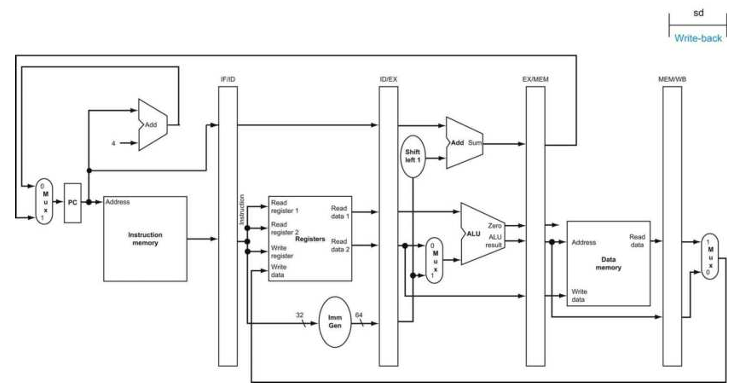 sd
Write-back
IF/ID
ID/EX
EX/MEM
MEM/WB
Add
4
Add Sum
Shift
left 1
0
M
u
x
1
PC
Address
Instruction
memory
Instruction
Read
register 1
Read
register 2
Write
register
Write
data
Registers
Read
data 1
Read
data 2
0
M
u
x
1
ALU
Zero
ALU
result
Address
Read
data
Data
memory
Write
data
1
M
u
x
0
32
Imm
Gen
64